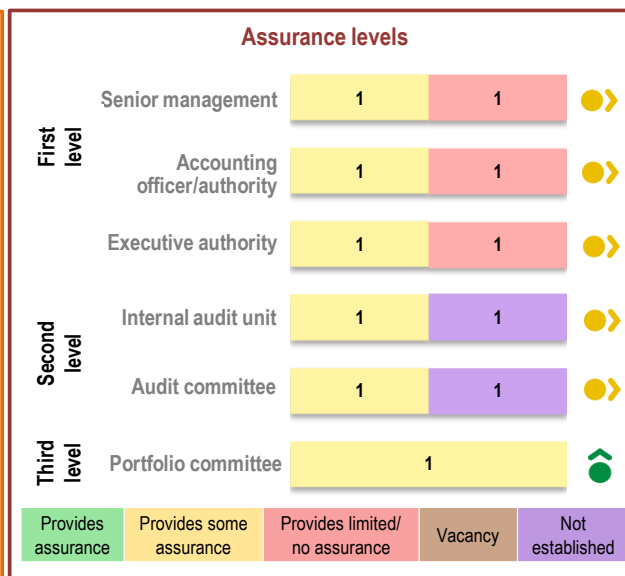 Assurance levels
First
level
Senior management
1
1
Accounting
officer/authority
1
1
Executive authority
1
1
Second
level
Internal audit unit
1
1
Audit committee
1
1
Third
level
Portfolio committee
1
Provides
assurance
Provides some
assurance
Provides limited/
no assurance
Vacancy
Not
established